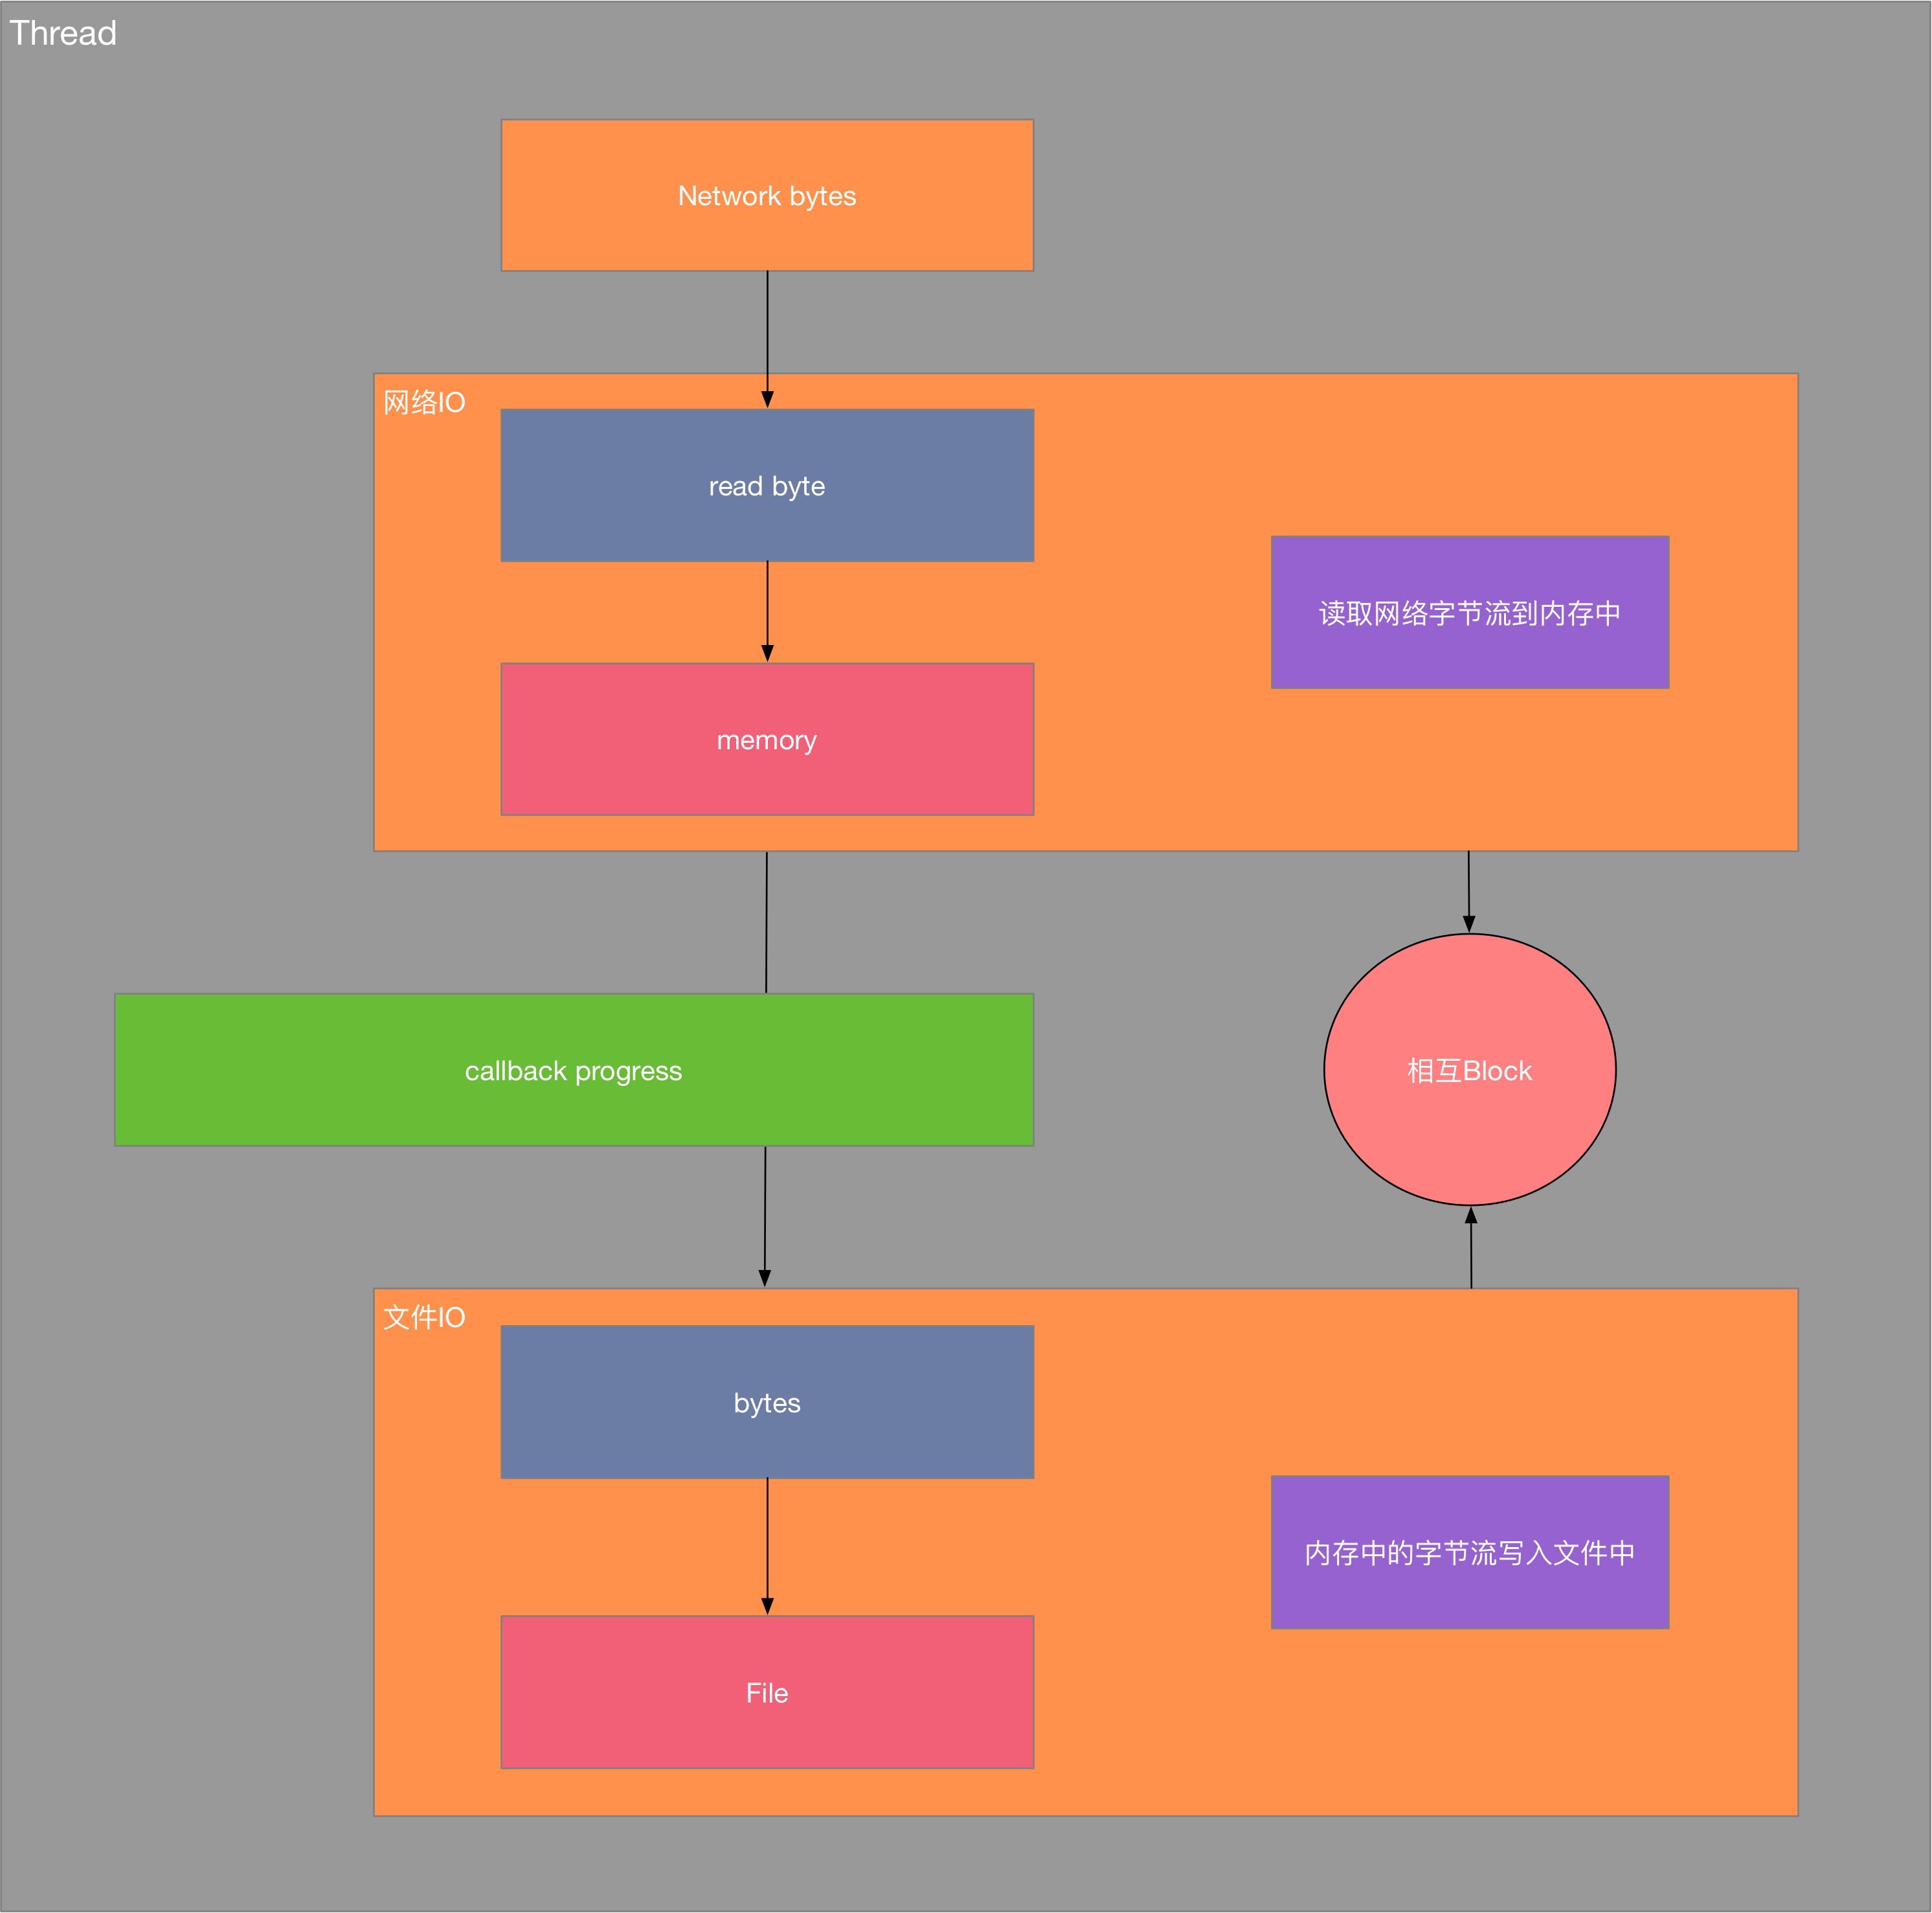 Thread
Network bytes
网络IO
read byte
读取网络字节流到内存中
memory
callback progress
相互Block
文件IO
bytes
内存中的字节流写入文件中
File